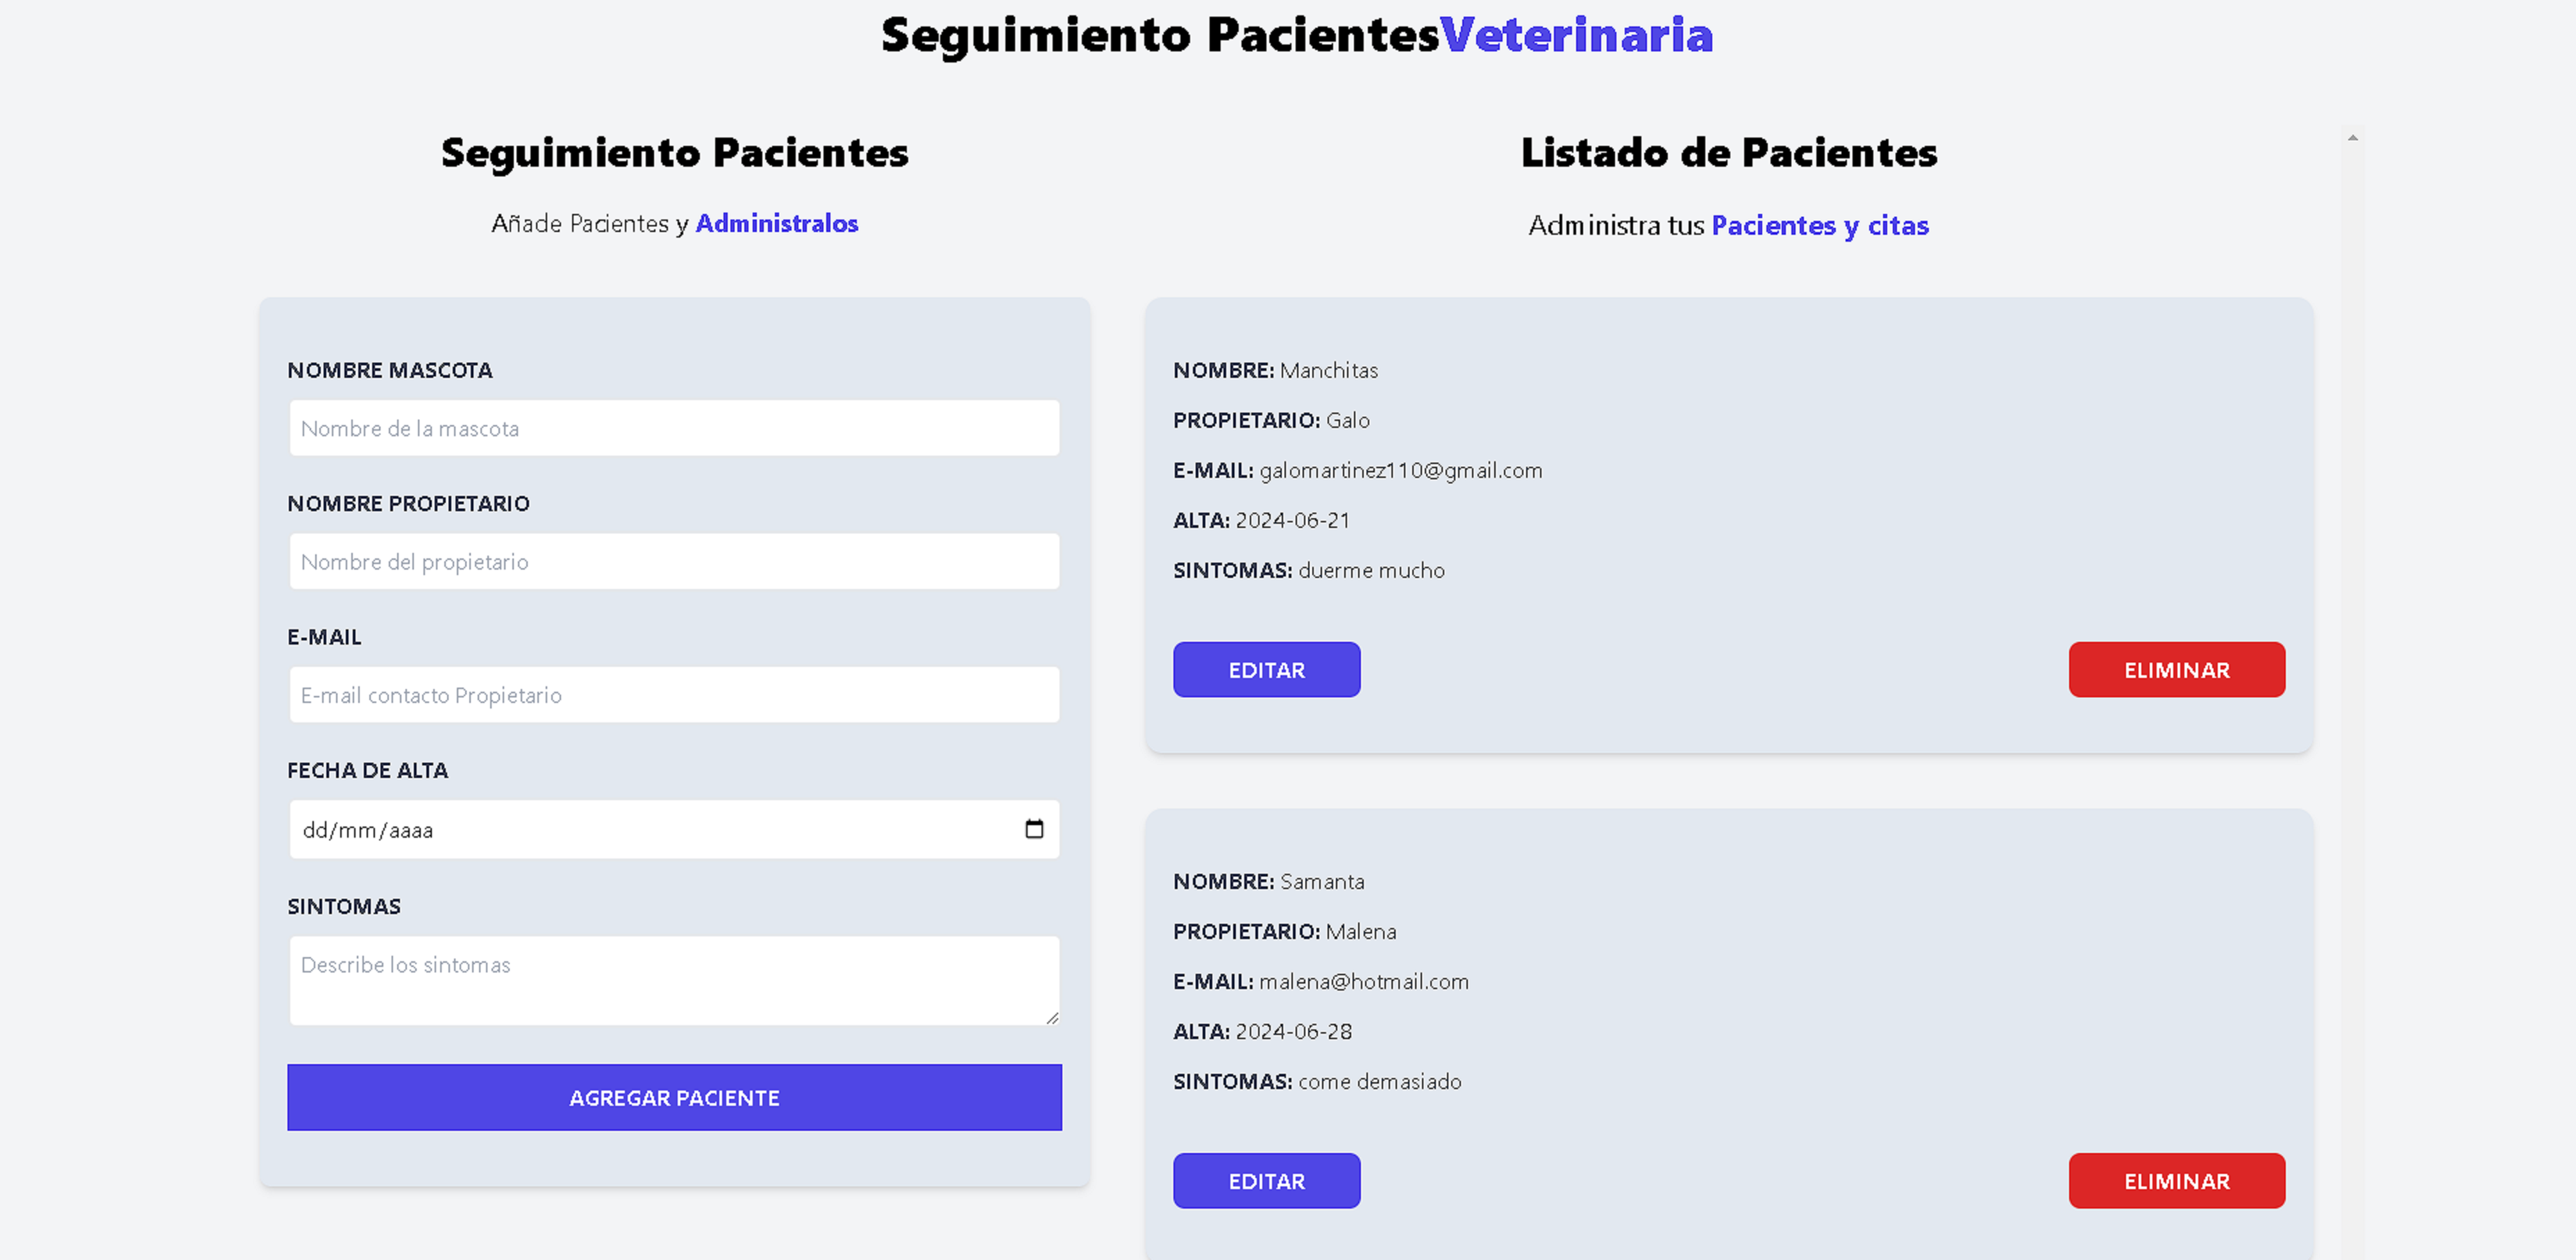 Seguimiento PacientesVeterinaria
Seguimiento Pacientes
Añade Pacientes y Administralos
NOMBRE MASCOTA
Nombre de la mascota
NOMBRE PROPIETARIO
Nombre del propietario
E-MAIL
E-mail contacto Propietario
FECHA DE ALTA
dd/mm/aaaa
SINTOMAS
Describe los sintomas
AGREGAR PACIENTE
Listado de Pacientes
Administra tus Pacientes y citas
NOMBRE: Manchitas
PROPIETARIO: Galo
E-MAIL: galomartinez110@gmail.com
ALTA: 2024-06-21
SINTOMAS: duerme mucho
EDITAR
ELIMINAR
NOMBRE: Samanta
PROPIETARIO: Malena
E-MAIL: malena@hotmail.com
ALTA: 2024-06-28
SINTOMAS: come demasiado
EDITAR
ELIMINAR